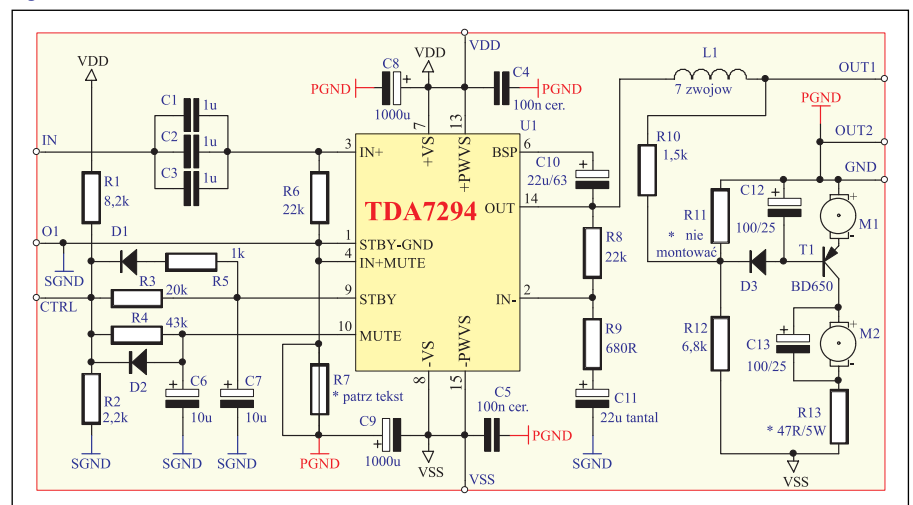 VDD
C8
1000u
PGND
VDD
VDD
C4
100n cer.
PGND
L1
7 zwojow
OUT1
PGND
OUT2
GND
IN
C1
1u
C2
1u
C3
1u
R1
8,2k
R6
22k
U1
TDA7294
7
+VS
13
+PWVS
3
IN+
1
STBY-GND
4
IN+MUTE
9
STBY
10
MUTE
6
BSP
14
OUT
2
IN-
8
-VS
15
-PWVS
C10
22u/63
R8
22k
R9
680R
C11
22u tantal
SGND
R10
1,5k
R11
* nie
montować
C12
100/25
M1
T1
BD650
D3
R12
6,8k
C13
100/25
M2
R13
* 47R/5W
VSS
O1
SGND
D1
1k
R5
R3
20k
CTRL
R4
43k
D2
R2
2,2k
C6
10u
C7
10u
SGND
SGND
SGND
R7
* patrz tekst
PGND
C9
1000u
VSS
C5
100n cer.
PGND
VSS